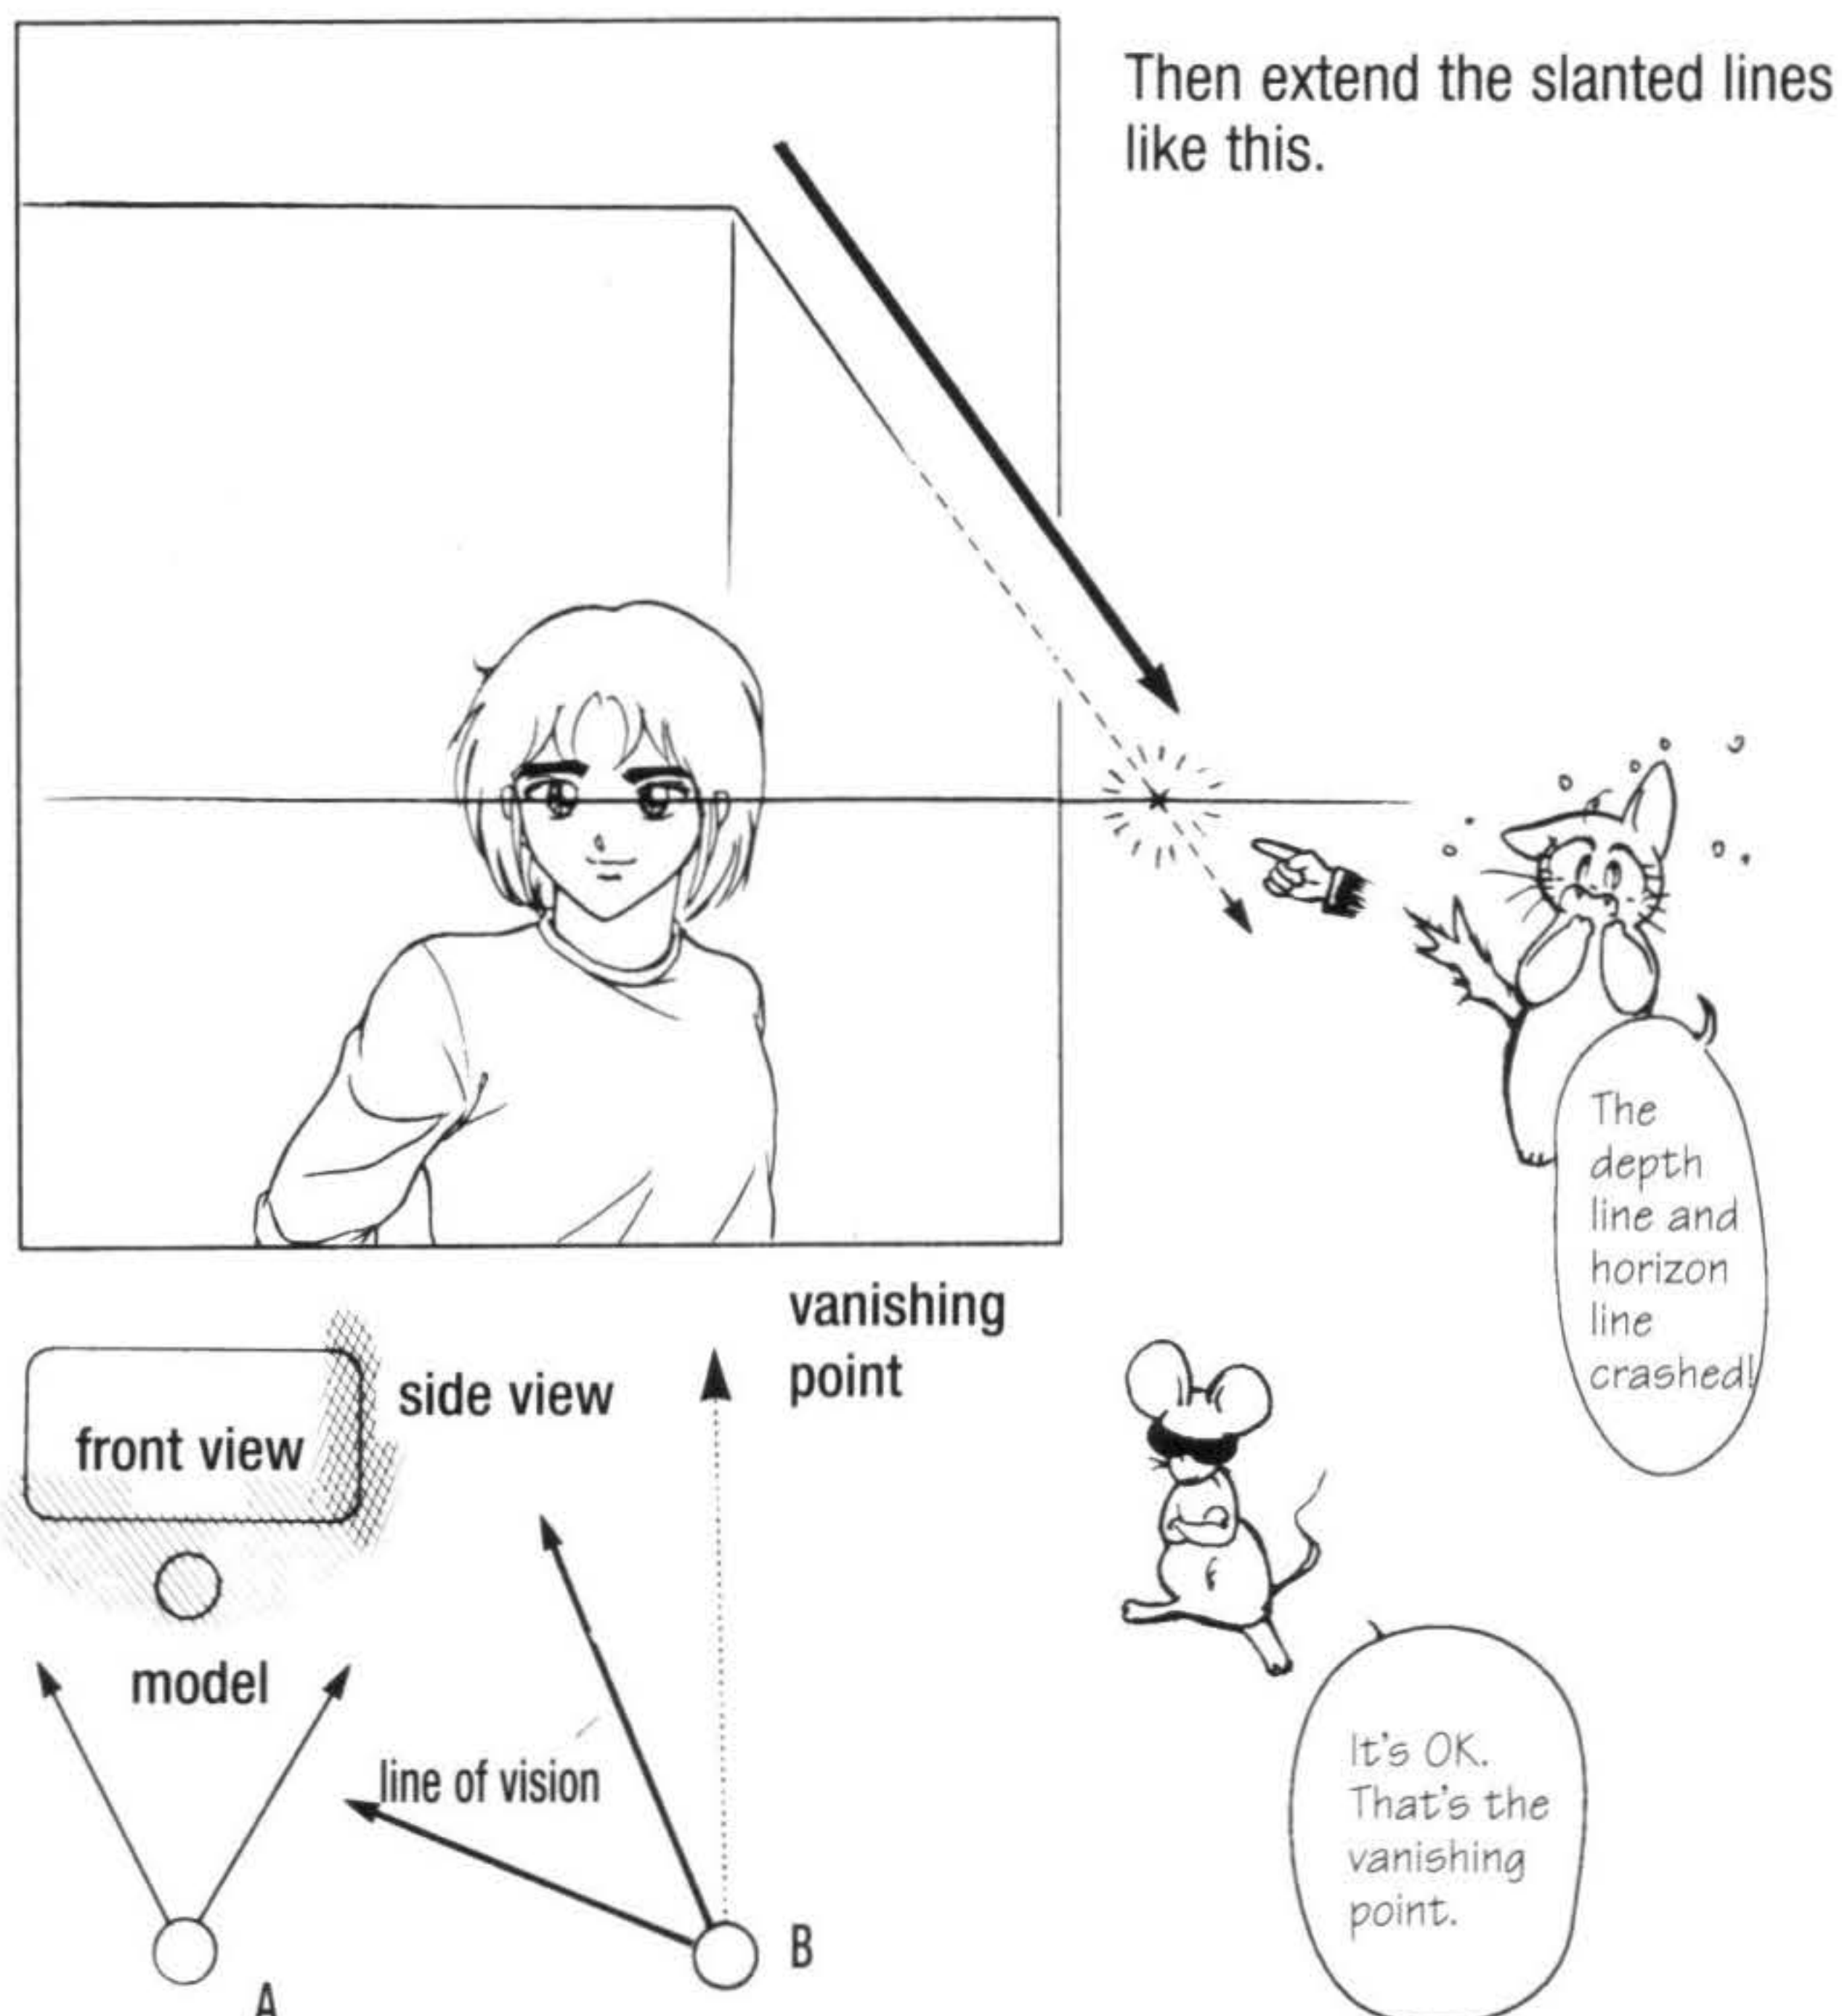 Then extend the slanted lines
like this.
The
depth
line and
horizon
line
crashed!
vanishing
point
side view
front view
model
line of vision
B
A
It's OK.
That's the
vanishing
point.